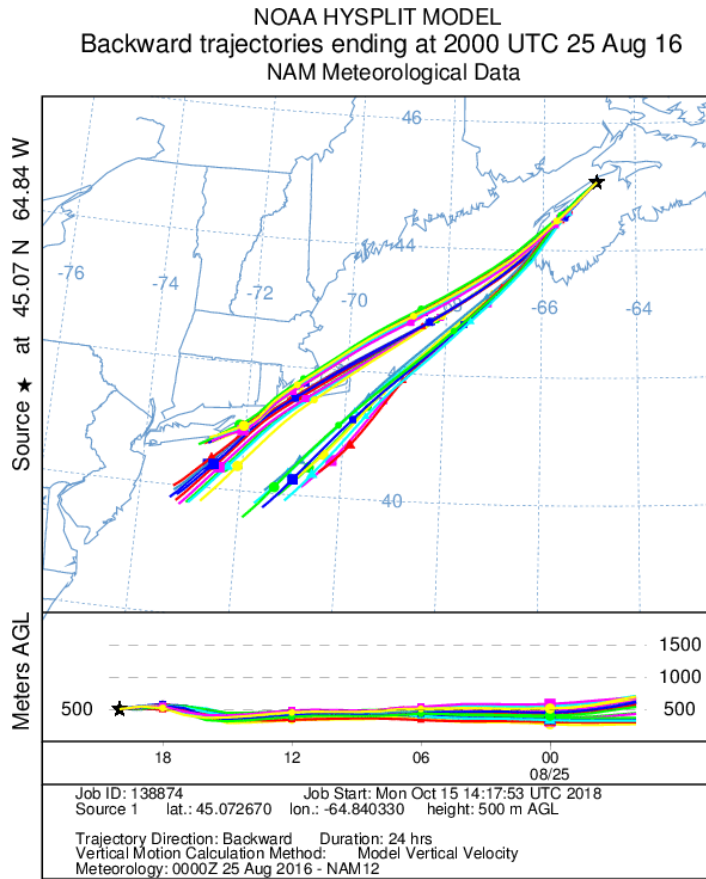 NOAA HYSPLIT MODEL
Backward trajectories ending at 2000 UTC 25 Aug 16
NAM Meteorological Data
Source ★ at 45.07 N 64.84 W
46
44
-76
-74
-72
-70
-66
-64
40
Meters AGL
1500
1000
500
500
18
12
06
00
08/25
Job ID: 138874 Job Start: Mon Oct 15 14:17:53 UTC 2018
Source 1 lat.: 45.072670 lon.: -64.840330 height: 500 m AGL
Trajectory Direction: Backward Duration: 24 hrs
Vertical Motion Calculation Method: Model Vertical Velocity
Meteorology: 0000Z 25 Aug 2016 - NAM12